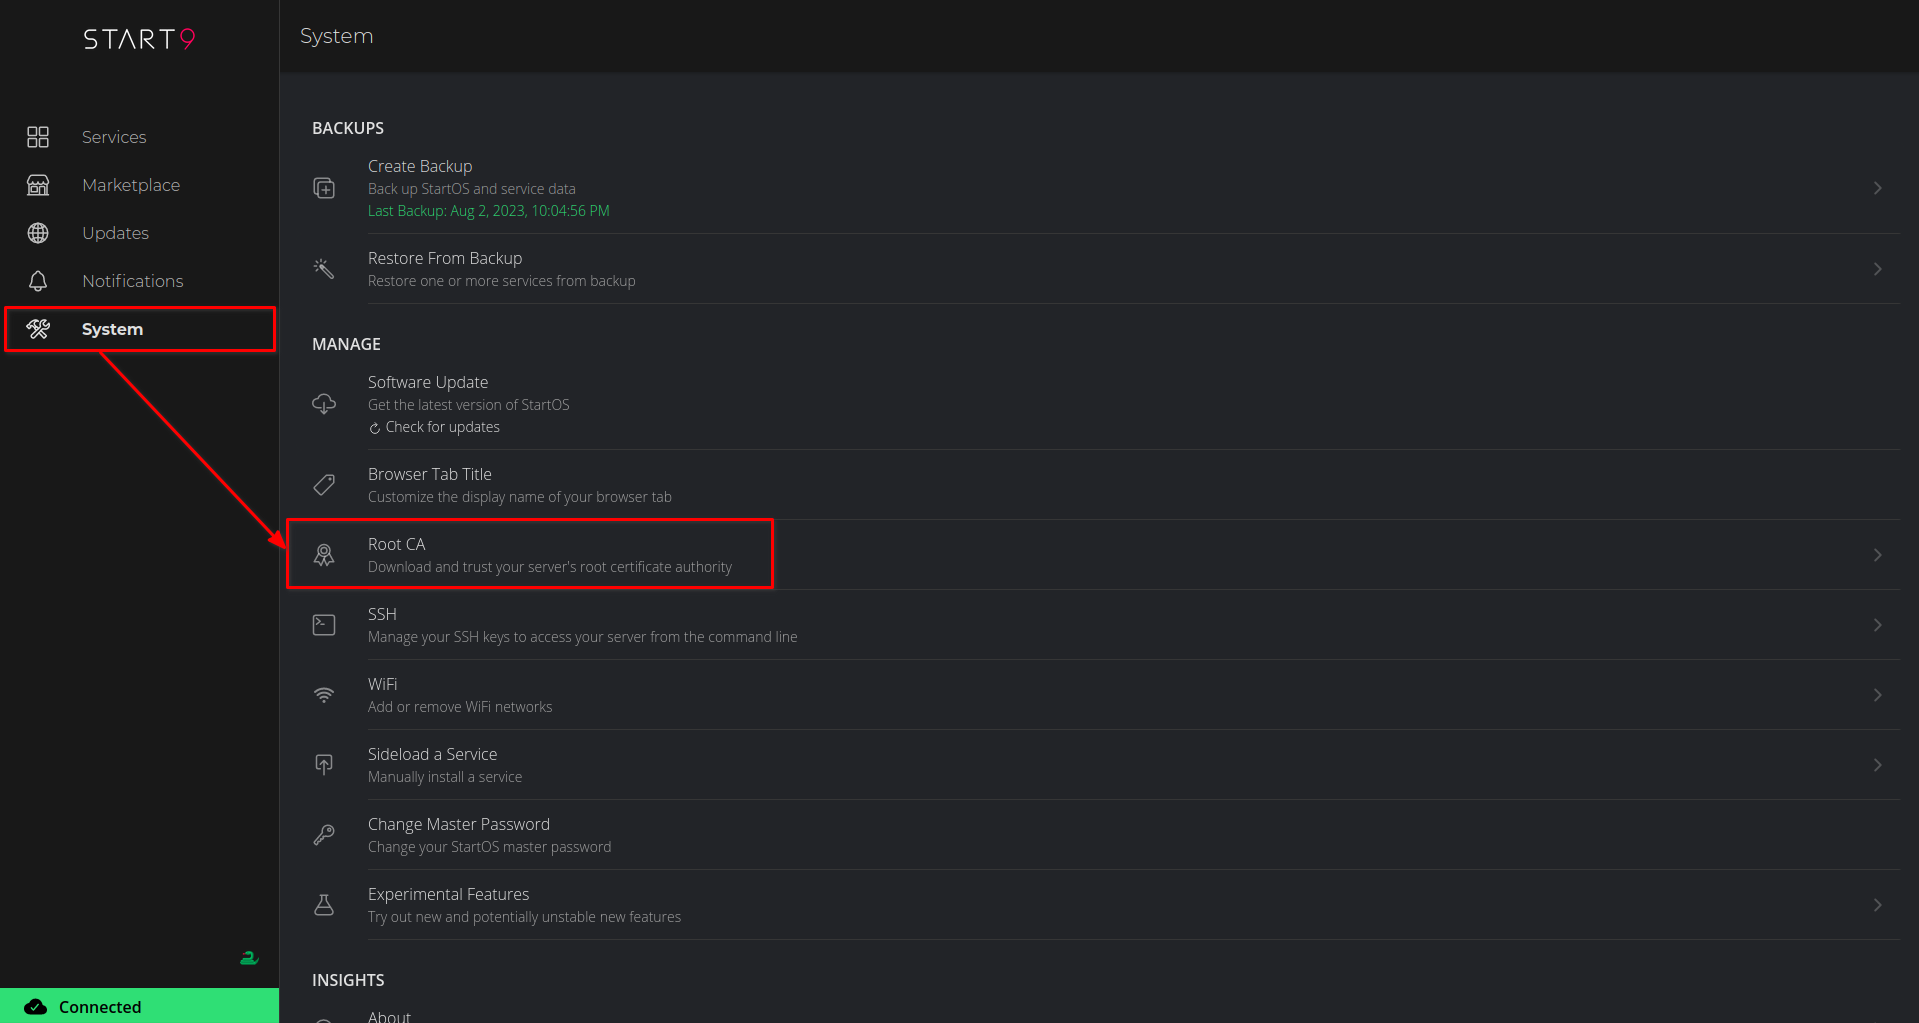 START9
System
Services
Marketplace
Updates
Notifications
System
Connected
BACKUPS
Create Backup
Back up StartOS and service data
Last Backup: Aug 2, 2023, 10:04:56 PM
Restore From Backup
Restore one or more services from backup
MANAGE
Software Update
Get the latest version of StartOS
Check for updates
Browser Tab Title
Customize the display name of your browser tab
Root CA
Download and trust your server's root certificate authority
SSH
Manage your SSH keys to access your server from the command line
WiFi
Add or remove WiFi networks
Sideload a Service
Manually install a service
Change Master Password
Change your StartOS master password
Experimental Features
Try out new and potentially unstable new features
INSIGHTS
About